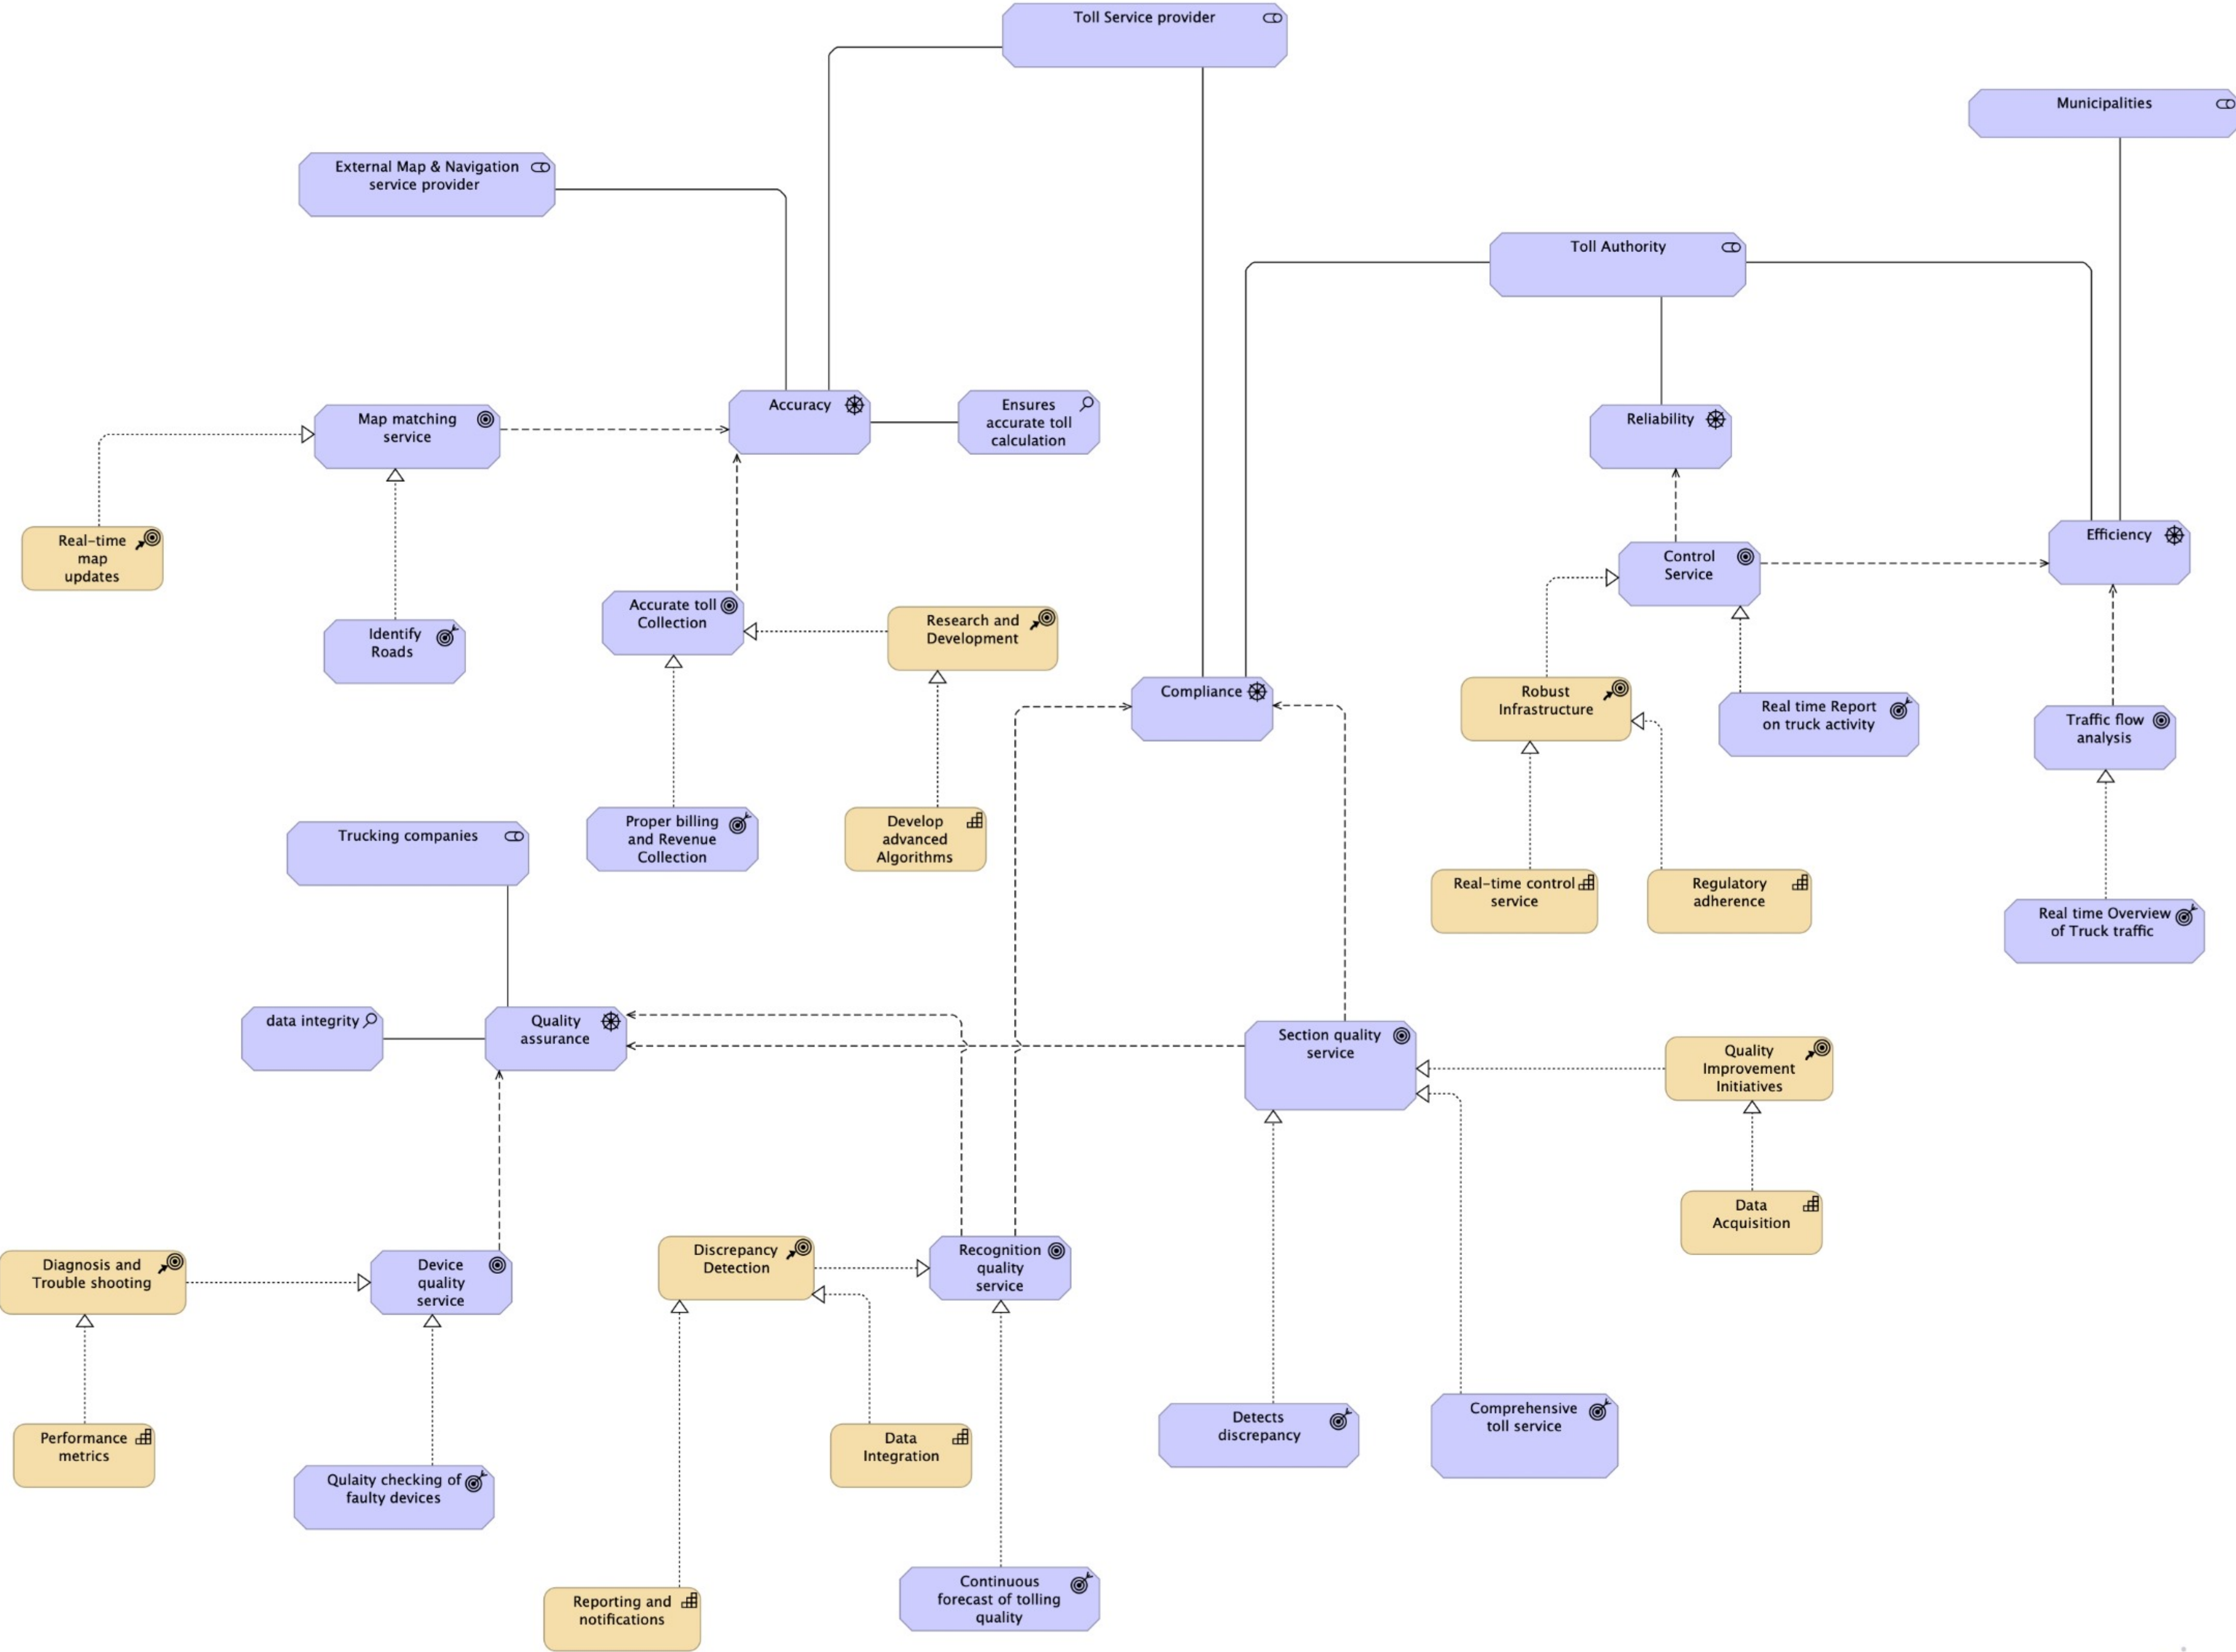 Toll Service provider
Municipalities
External Map & Navigation
service provider
Toll Authority
Map matching
service
Accuracy
Ensures
accurate toll
calculation
Reliability
Real-time
map
updates
Control
Service
Efficiency
Identify
Roads
Accurate toll
Collection
Research and
Development
Compliance
Robust
Infrastructure
Real time Report
on truck activity
Traffic flow
analysis
Trucking companies
Proper billing
and Revenue
Collection
Develop
advanced
Algorithms
Real-time control
service
Regulatory
adherence
Real time Overview
of Truck traffic
data integrity
Quality
assurance
Section quality
service
Quality
Improvement
Initiatives
Data
Acquisition
Diagnosis and
Trouble shooting
Device
quality
service
Discrepancy
Detection
Recognition
quality
service
Performance
metrics
Qulaity checking of
faulty devices
Data
Integration
Detects
discrepancy
Comprehensive
toll service
Reporting and
notifications
Continuous
forecast of tolling
quality